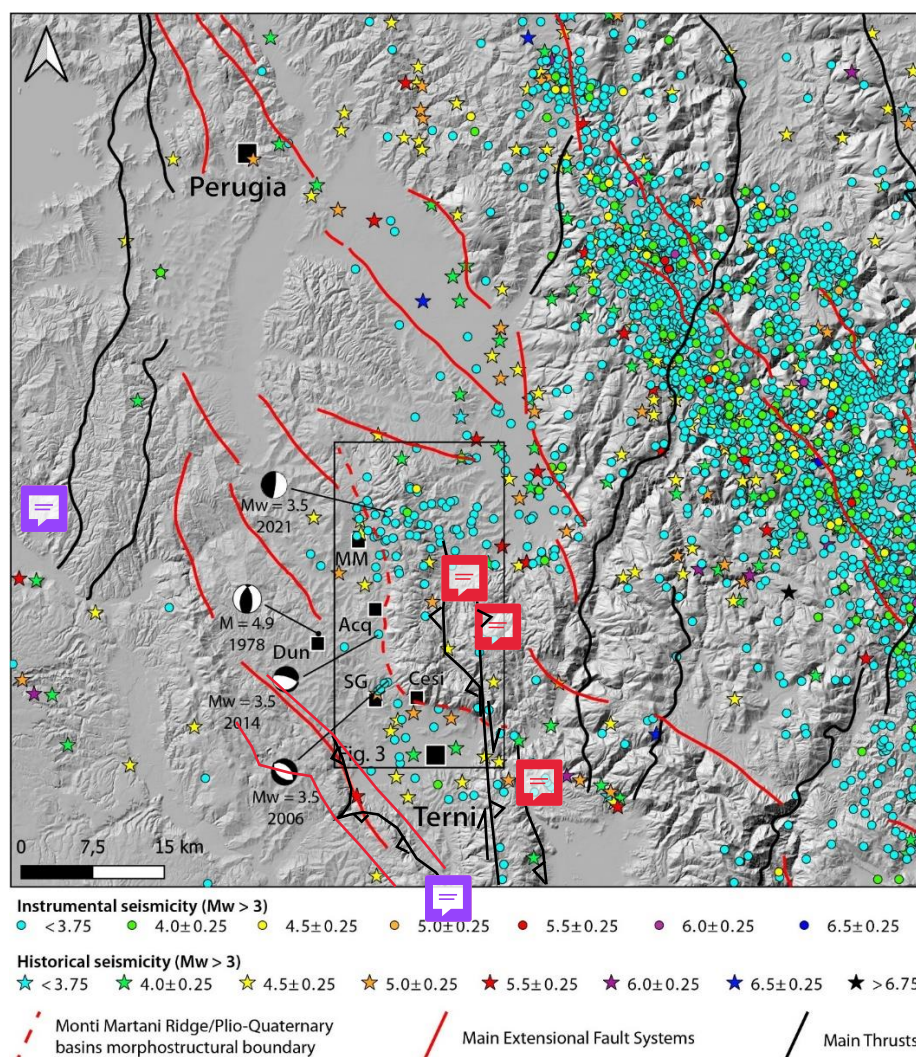 Perugia
Mw = 3.5
2021
MM
M = 4.9
1978
Acq
Dun
Mw = 3.5
2014
SG
Cesi
Fig. 3
Mw = 3.5
2006
Terni
0 7,5 15 km
Instrumental seismicity (Mw > 3)
<3.75 4.0±0.25 4.5±0.25 5.0±0.25 5.5±0.25 6.0±0.25 6.5±0.25
Historical seismicity (Mw > 3)
<3.75 4.0±0.25 4.5±0.25 5.0±0.25 5.5±0.25 6.0±0.25 6.5±0.25 >6.75
Monti Martani Ridge/Plio-Quaternary
basins morphostructural boundary
Main Extensional Fault Systems
Main Thrusts